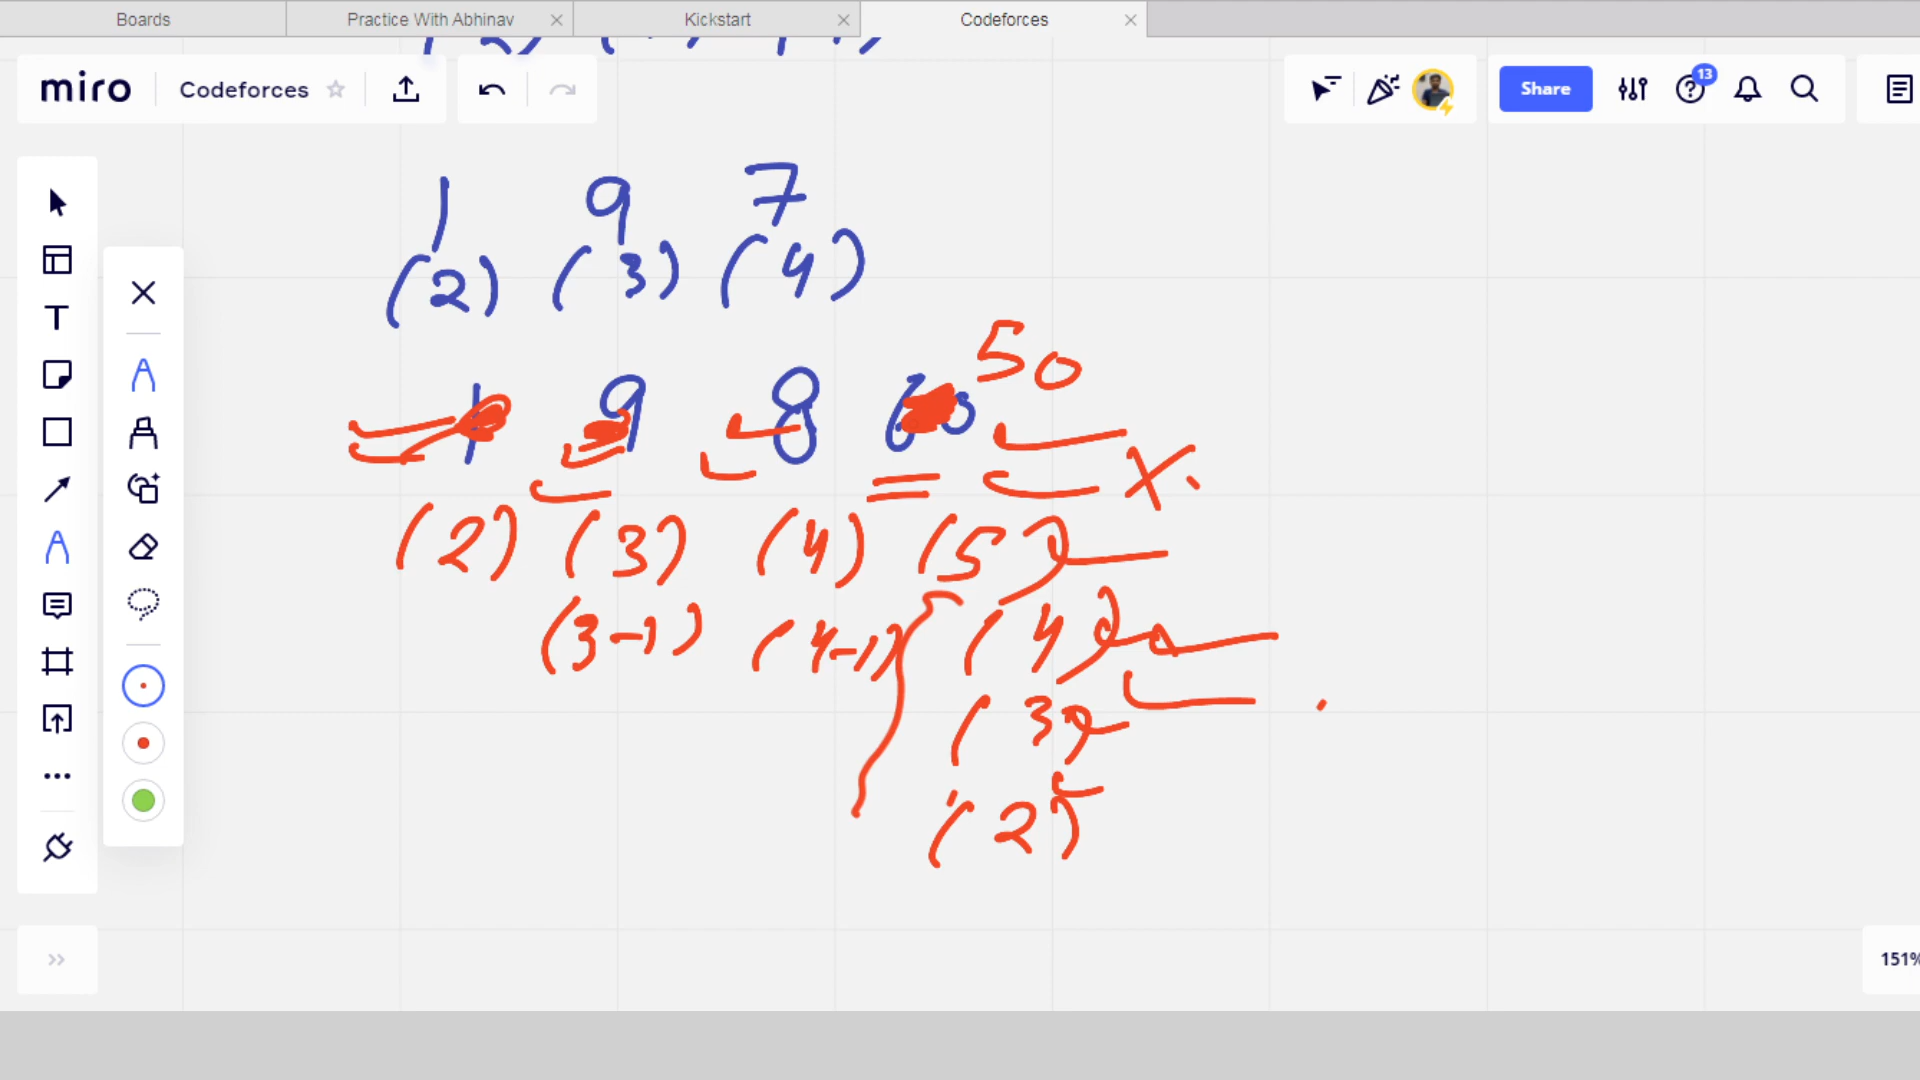 Boards Practice With Abhinav Kickstart Codeforces
miro Codeforces Share 13
1 9 7
(2) (3) (4)
50
1 9 8
(2) (3) (4) (5)
(3-1) (4-1) (4)
(3)
(2)
T
151%